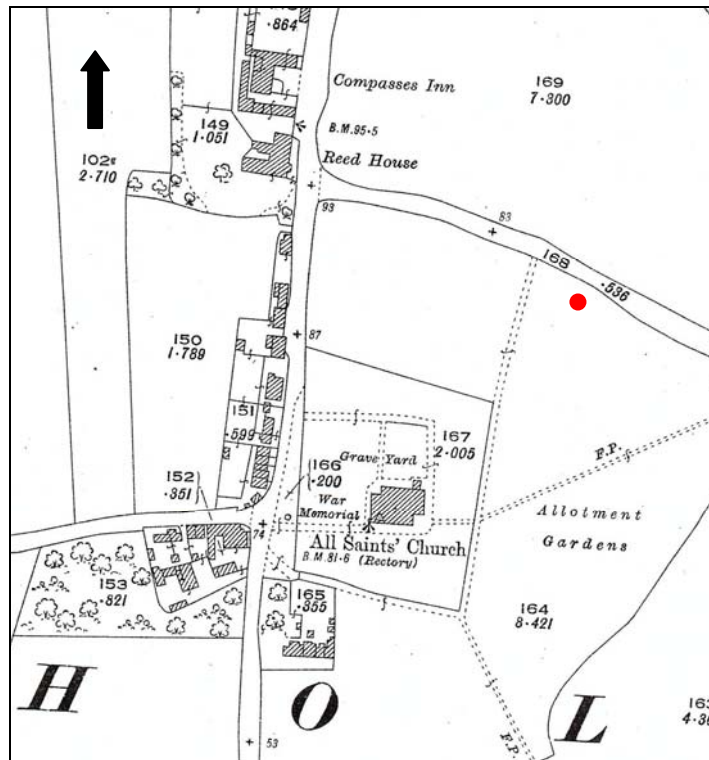 .864
Compasses Inn
169
7.300
149
1.051
B.M.95.5
Reed House
102ª
2.710
93
83
168
.536
150
1.789
87
151
.599
167
2.005
Grave Yard
F.P.
152
.351
166
.200
War
Memorial
Allotment
Gardens
74
All Saints' Church
B.M.81.6 (Rectory)
153
.821
165
.355
164
8.421
H
O
L
163
53
F.P.